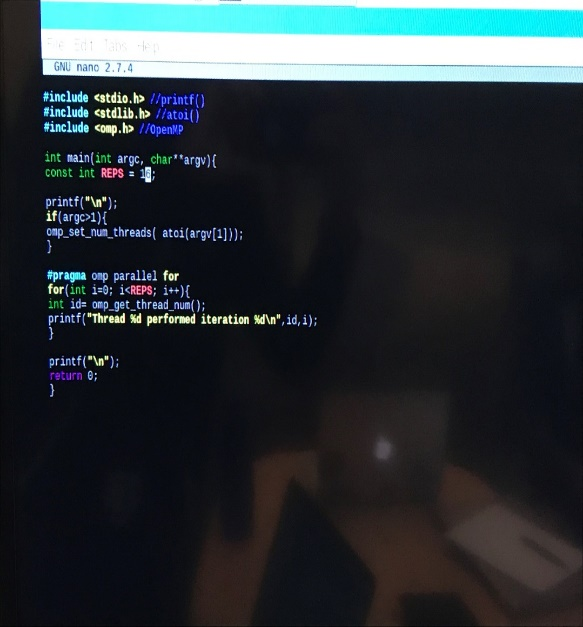 File Edit Tabs Help
GNU nano 2.7.4
#include <stdio.h> //printf()
#include <stdlib.h> //atoi()
#include <omp.h> //OpenMP
int main(int argc, char**argv){
const int REPS = 16;
printf("\n");
if(argc>1){
omp_set_num_threads( atoi(argv[1]));
}
#pragma omp parallel for
for(int i=0; i<REPS; i++){
int id= omp_get_thread_num();
printf("Thread %d performed iteration %d\n",id,i);
}
printf("\n");
return 0;
}